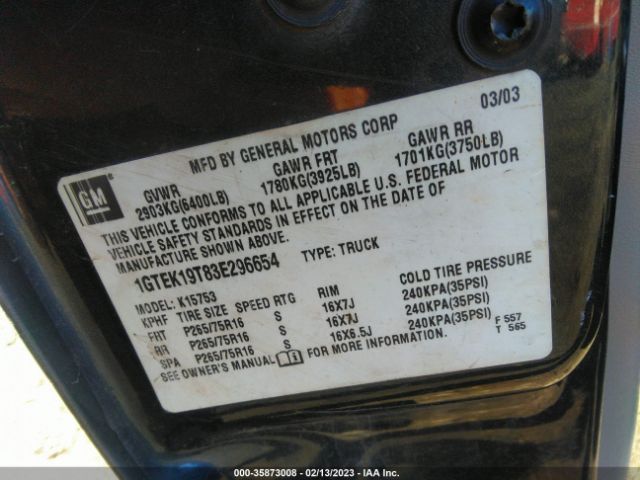 03/03
MFD BY GENERAL MOTORS CORP
GM
GVWR GAWR FRT GAWR RR
2903KG(6400LB) 1780KG(3925LB) 1701KG(3750LB)
THIS VEHICLE CONFORMS TO ALL APPLICABLE U.S. FEDERAL MOTOR
VEHICLE SAFETY STANDARDS IN EFFECT ON THE DATE OF
MANUFACTURE SHOWN ABOVE.
1GTEK19T83E296654 TYPE: TRUCK
MODEL: K15753
KPHF TIRE SIZE SPEED RTG RIM COLD TIRE PRESSURE
FRT P265/75R16 S 16X7J 240KPA(35PSI)
RR P265/75R16 S 16X7J 240KPA(35PSI)
SPA P265/75R16 S 16X6.5J 240KPA(35PSI)
SEE OWNER'S MANUAL FOR MORE INFORMATION.
F 557
T 565
000-35873008 - 02/13/2023 - IAA Inc.